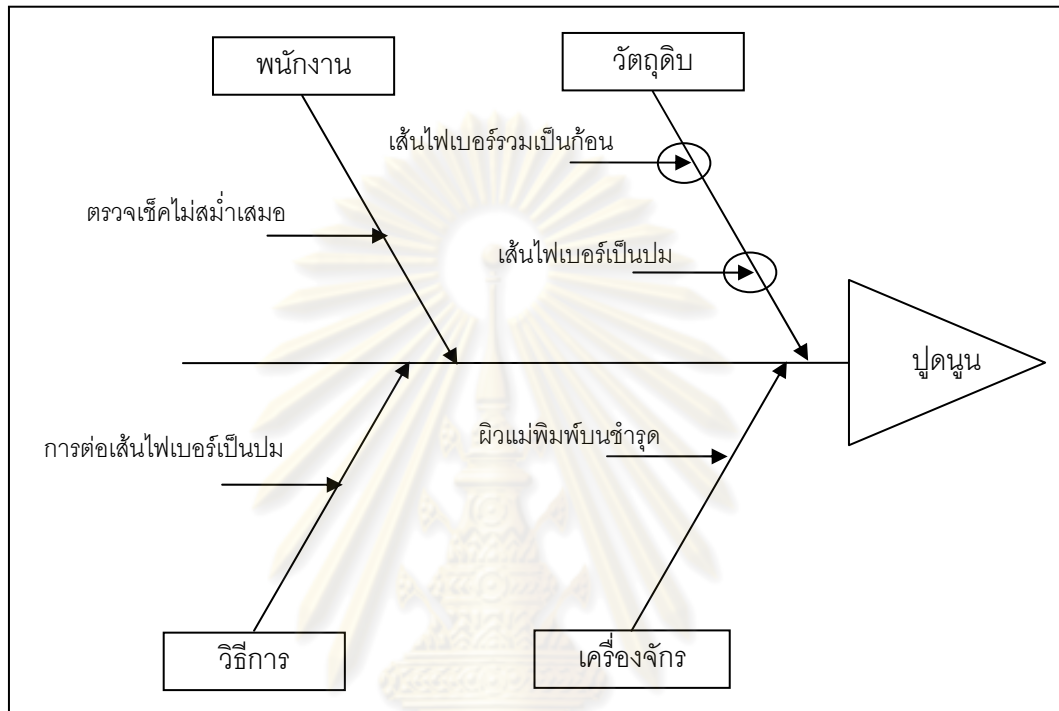 พนักงาน
วัตถุดิบ
เส้นไฟเบอร์รวมเป็นก้อน
ตรวจเช็คไม่สม่ำเสมอ
เส้นไฟเบอร์เป็นปม
ปูดนูน
การต่อเส้นไฟเบอร์เป็นปม
ผิวแม่พิมพ์บนชำรุด
วิธีการ
เครื่องจักร